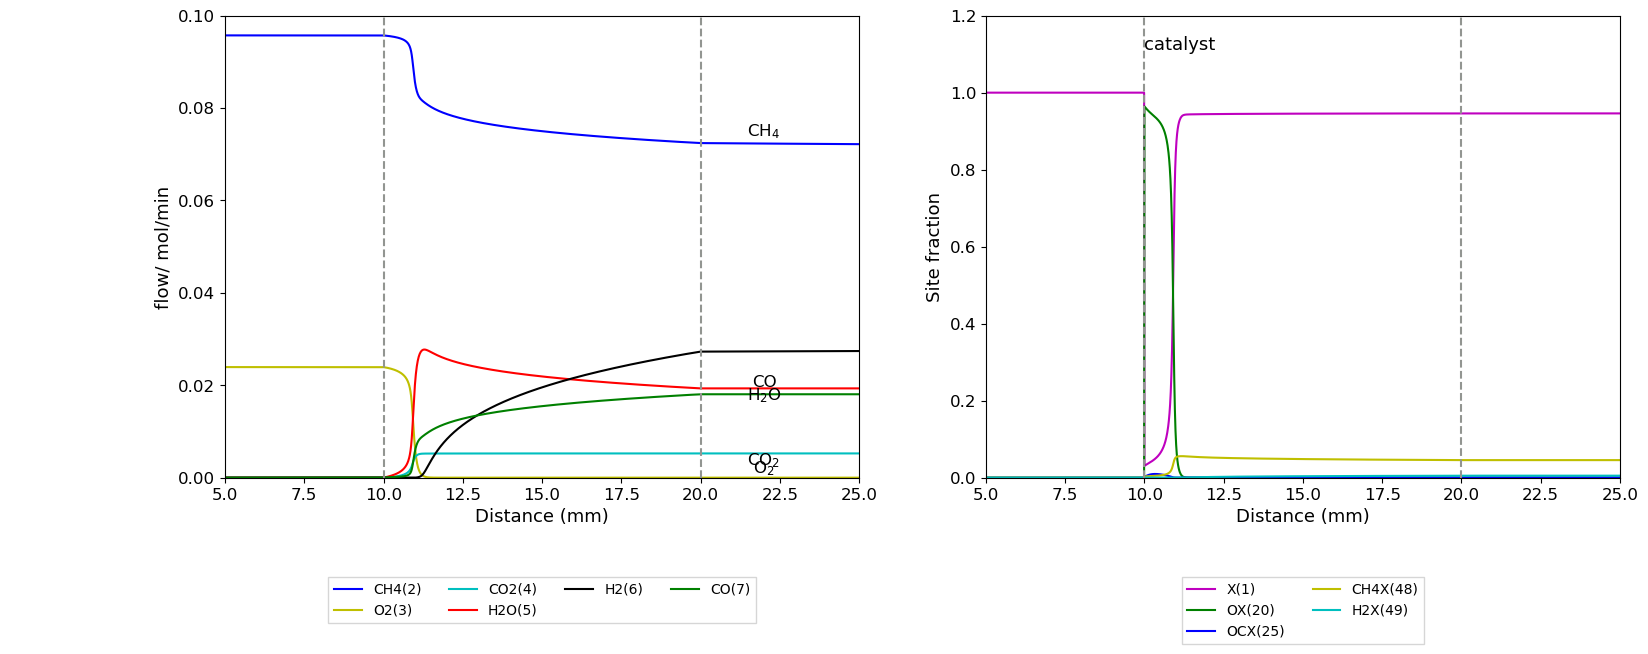 0.10
0.08
0.06
0.04
0.02
0.00
flow/ mol/min
CH4
CO
H2O
CO2
O2
5.0 7.5 10.0 12.5 15.0 17.5 20.0 22.5 25.0
Distance (mm)
CH4(2) CO2(4) H2(6) CO(7)
O2(3) H2O(5)
1.2
1.0
0.8
0.6
0.4
0.2
0.0
Site fraction
catalyst
5.0 7.5 10.0 12.5 15.0 17.5 20.0 22.5 25.0
Distance (mm)
X(1) CH4X(48)
OX(20) H2X(49)
OCX(25)